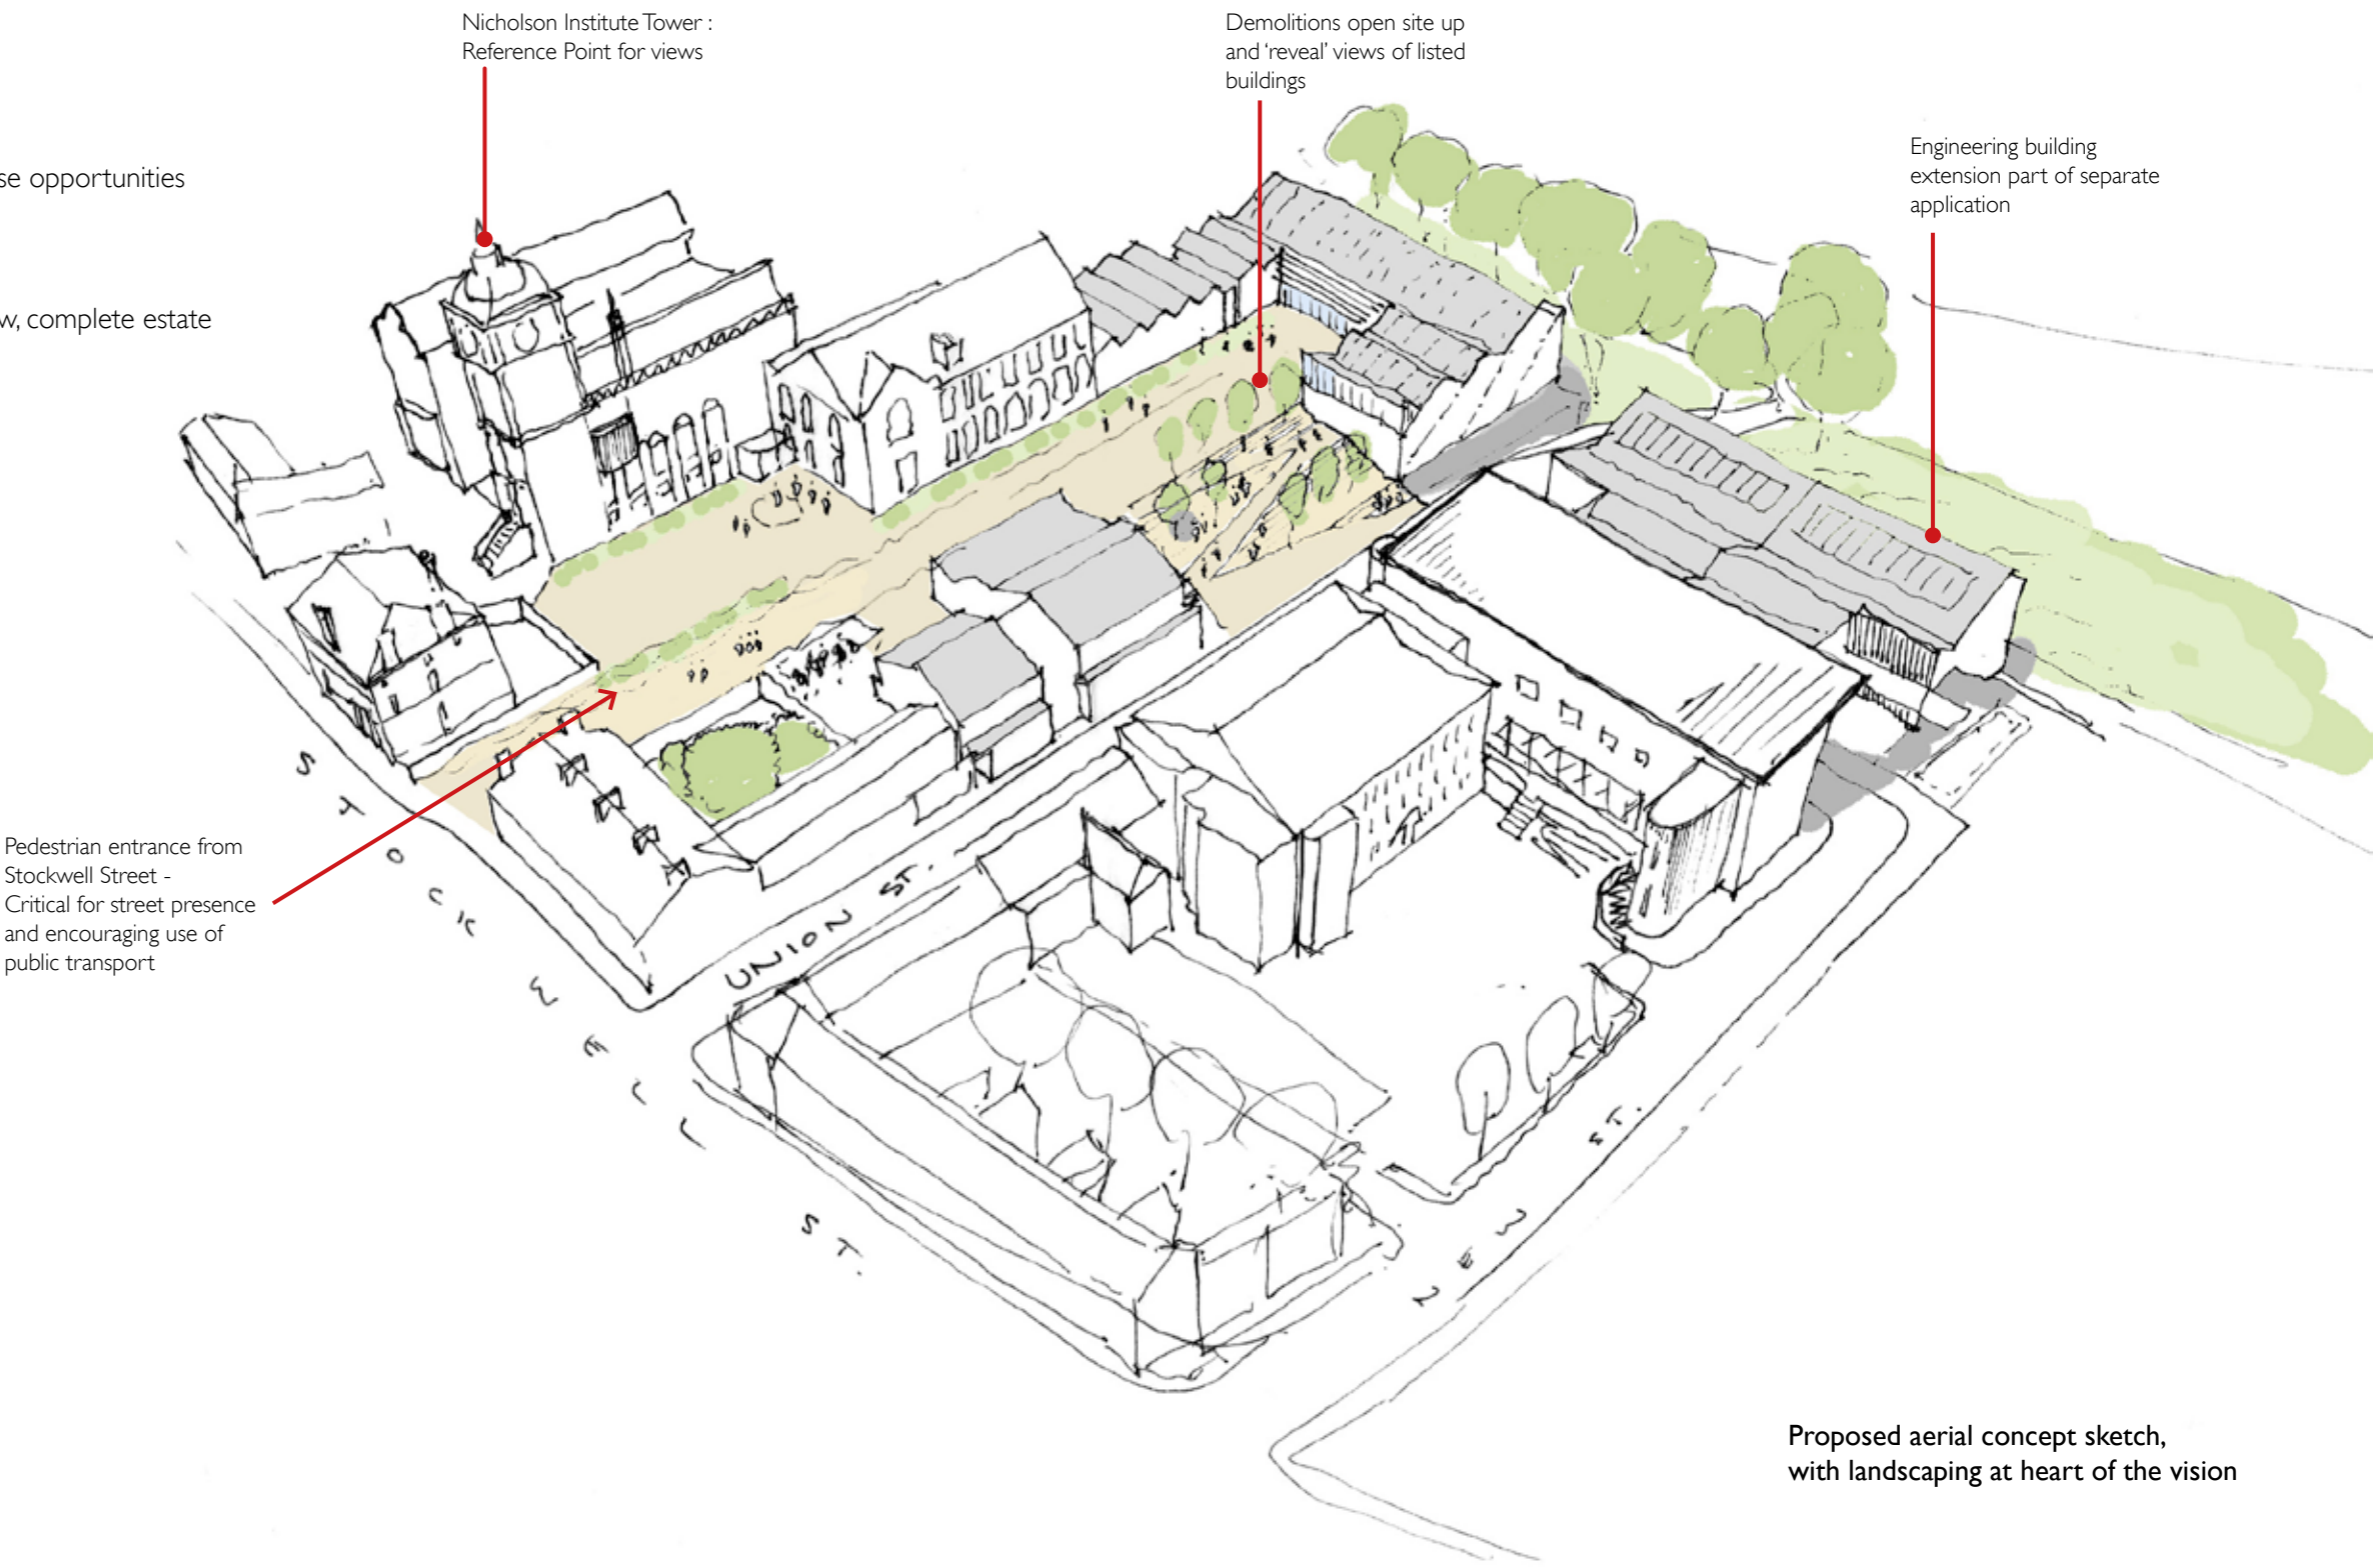 Nicholson Institute Tower :
Reference Point for views
Demolitions open site up
and ‘reveal’ views of listed
buildings
Engineering building
extension part of separate
application
se opportunities
w, complete estate
Pedestrian entrance from
Stockwell Street -
Critical for street presence
and encouraging use of
public transport
STOCKWELL ST.
UNION ST.
NEW ST.
Proposed aerial concept sketch,
with landscaping at heart of the vision